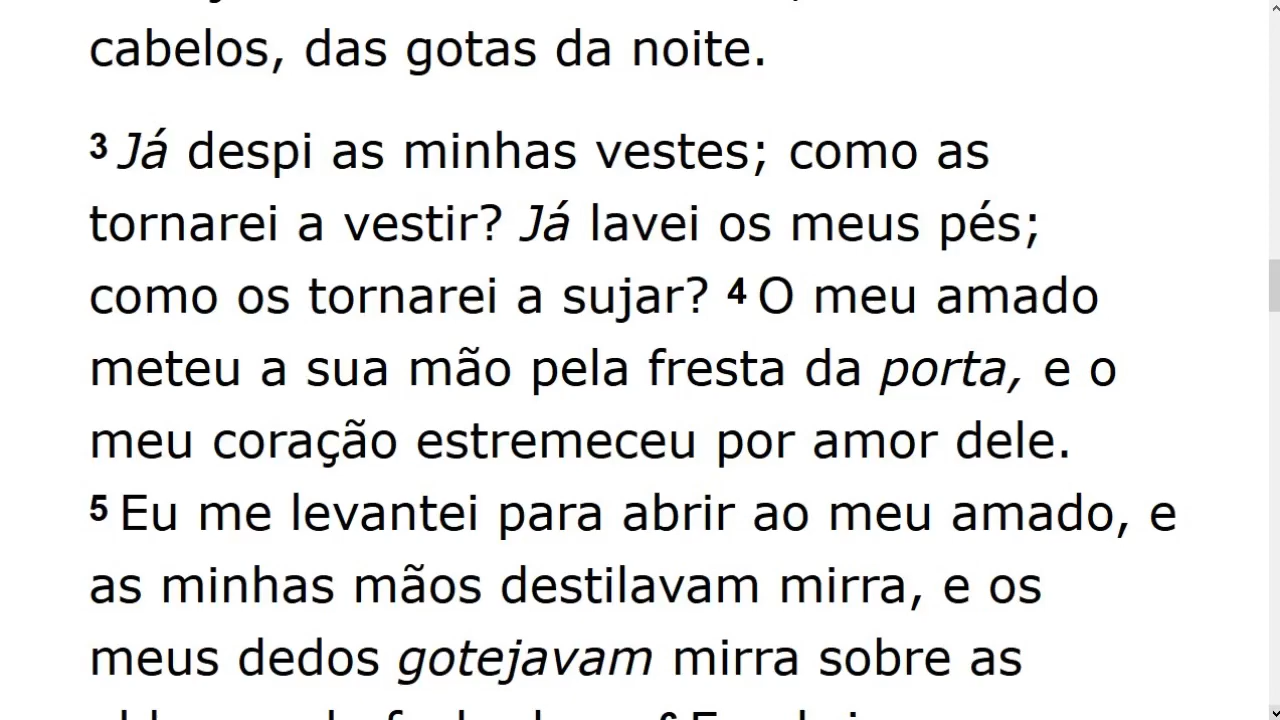 cabelos, das gotas da noite.
3 Já despi as minhas vestes; como as
tornarei a vestir? Já lavei os meus pés;
como os tornarei a sujar? 4 O meu amado
meteu a sua mão pela fresta da porta, e o
meu coração estremeceu por amor dele.
5 Eu me levantei para abrir ao meu amado, e
as minhas mãos destilavam mirra, e os
meus dedos gotejavam mirra sobre as